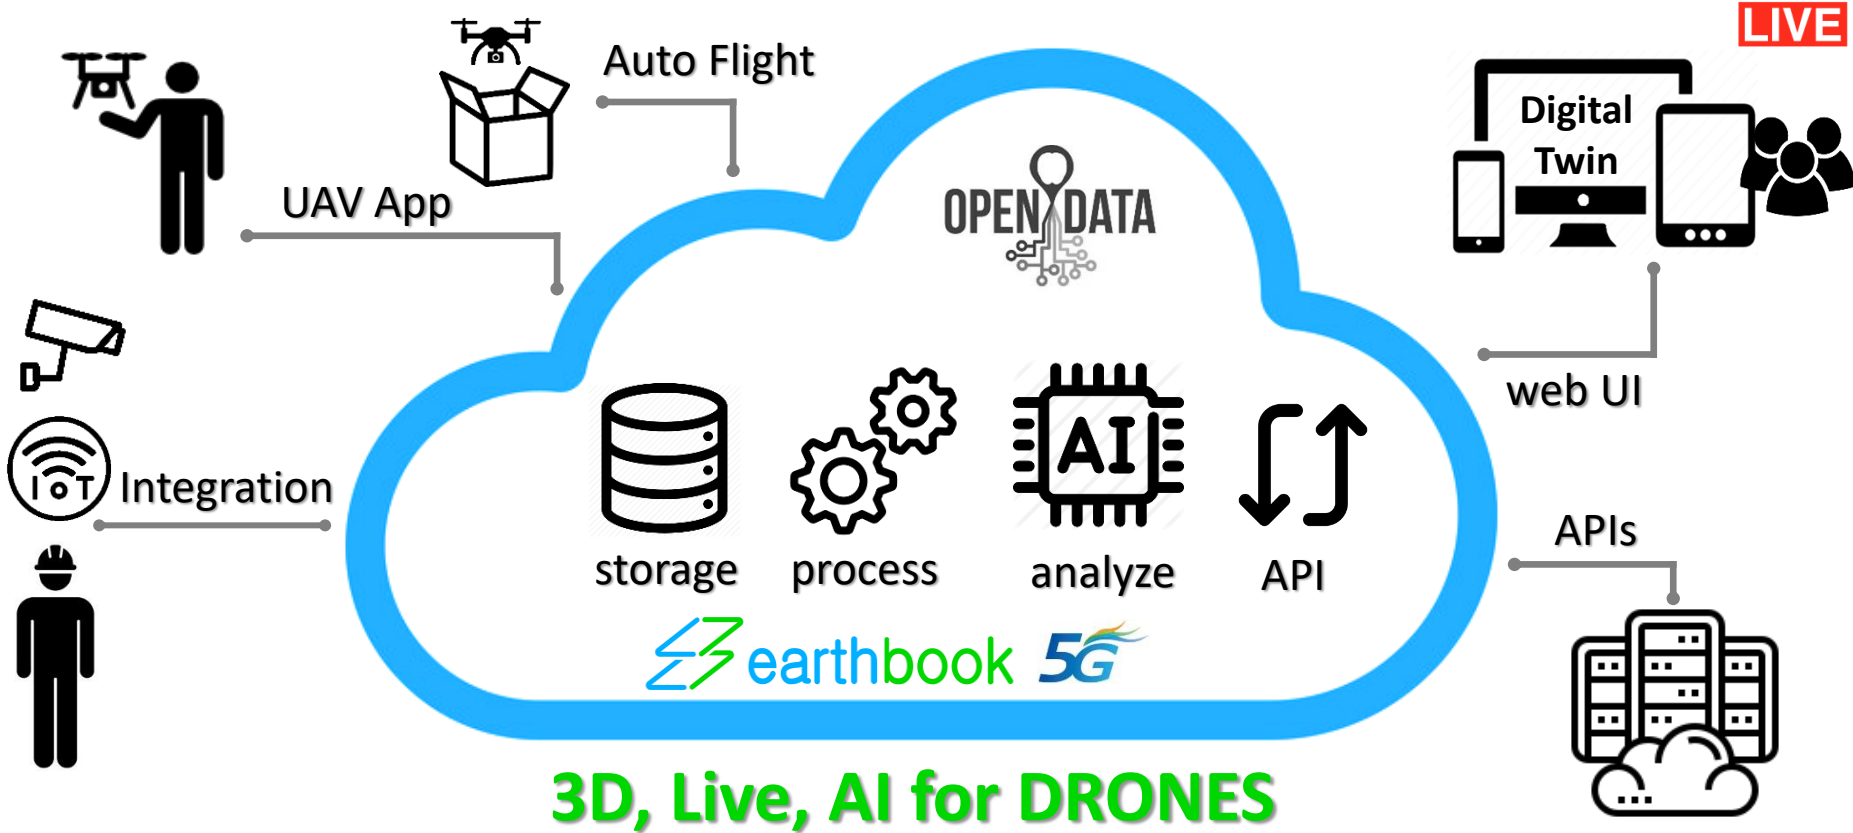 LIVE
Auto Flight
Digital
Twin
UAV App
OPEN DATA
web UI
AI
IoT
Integration
APIs
storage
process
analyze
API
earthbook 5G
3D, Live, AI for DRONES